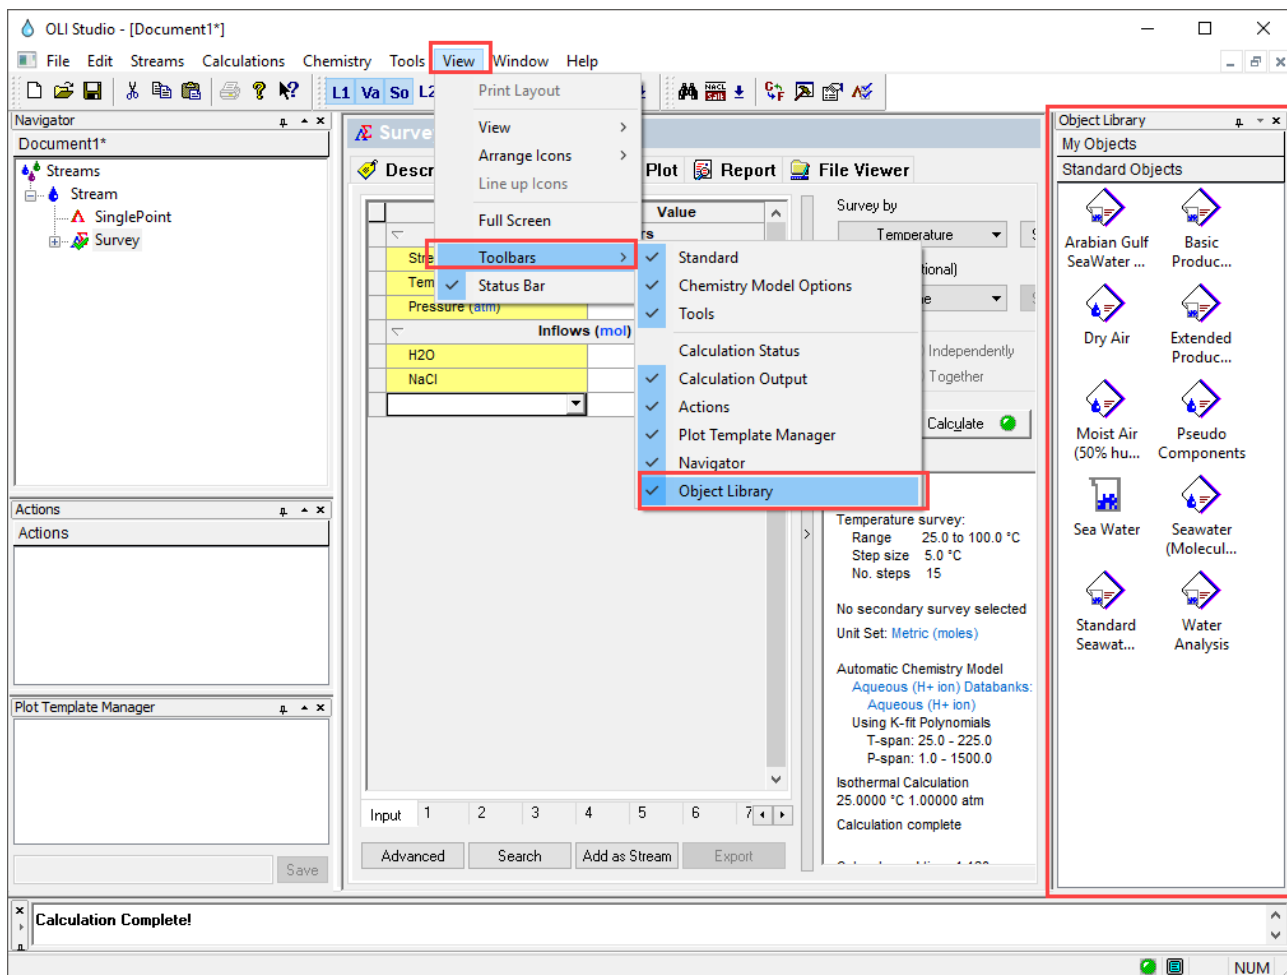 OLI Studio - [Document1*]
File Edit Streams Calculations Chemistry Tools View Window Help
L1 Va So
NACL
Navigator
Document1*
Streams
Stream
SinglePoint
Survey
Actions
Actions
Plot Template Manager
Save
Descr
Plot
Report
File Viewer
Value
Pressure (atm)
Inflows (mol)
H2O
NaCl
Print Layout
View
Arrange Icons
Line up Icons
Full Screen
Toolbars
Status Bar
Standard
Chemistry Model Options
Tools
Calculation Status
Calculation Output
Actions
Plot Template Manager
Navigator
Object Library
Survey by
Temperature
Independently
Together
Calculate
Temperature survey:
Range 25.0 to 100.0 °C
Step size 5.0 °C
No. steps 15
No secondary survey selected
Unit Set: Metric (moles)
Automatic Chemistry Model
Aqueous (H+ ion) Databanks:
Aqueous (H+ ion)
Using K-fit Polynomials
T-span: 25.0 - 225.0
P-span: 1.0 - 1500.0
Isothermal Calculation
25.0000 °C 1.00000 atm
Calculation complete
Input 1 2 3 4 5 6 7
Advanced Search Add as Stream Export
Object Library
My Objects
Standard Objects
Arabian Gulf
SeaWater ...
Basic
Produc...
Dry Air
Extended
Produc...
Moist Air
(50% hu...
Pseudo
Components
Sea Water
Seawater
(Molecul...
Standard
Seawat...
Water
Analysis
Calculation Complete!
NUM